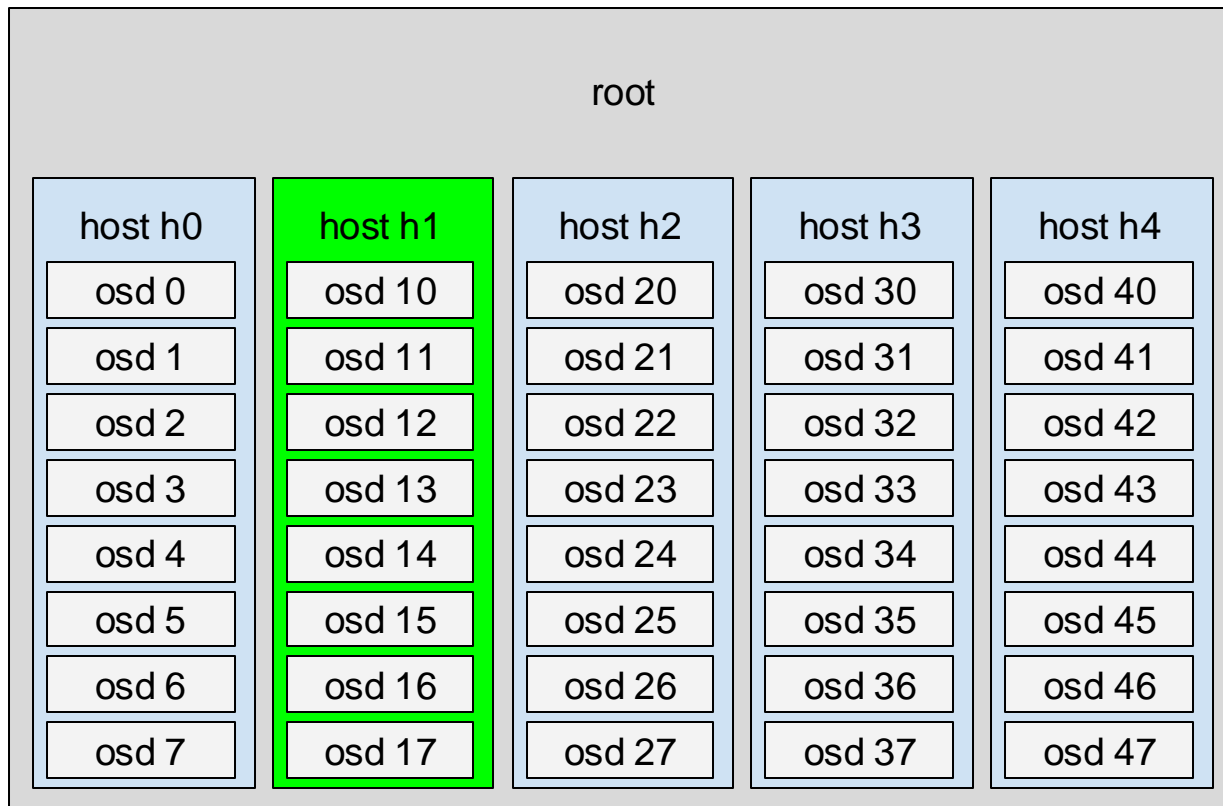 root
host h0
osd 0
osd 1
osd 2
osd 3
osd 4
osd 5
osd 6
osd 7
host h1
osd 10
osd 11
osd 12
osd 13
osd 14
osd 15
osd 16
osd 17
host h2
osd 20
osd 21
osd 22
osd 23
osd 24
osd 25
osd 26
osd 27
host h3
osd 30
osd 31
osd 32
osd 33
osd 34
osd 35
osd 36
osd 37
host h4
osd 40
osd 41
osd 42
osd 43
osd 44
osd 45
osd 46
osd 47